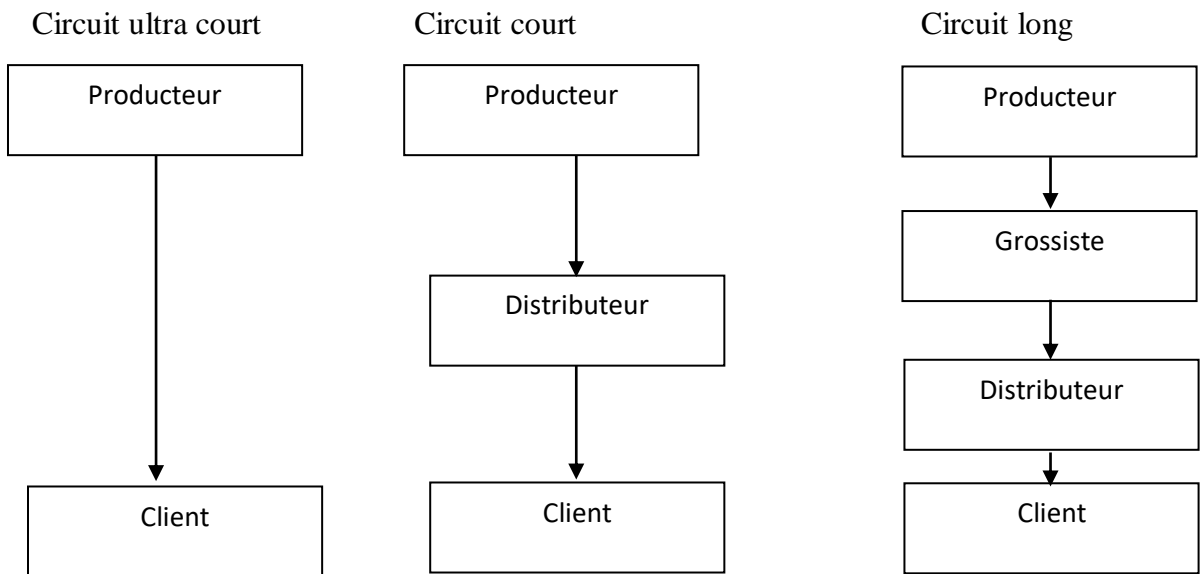 Circuit ultra court
Circuit court
Circuit long
Producteur
Producteur
Producteur
Grossiste
Distributeur
Distributeur
Client
Client
Client